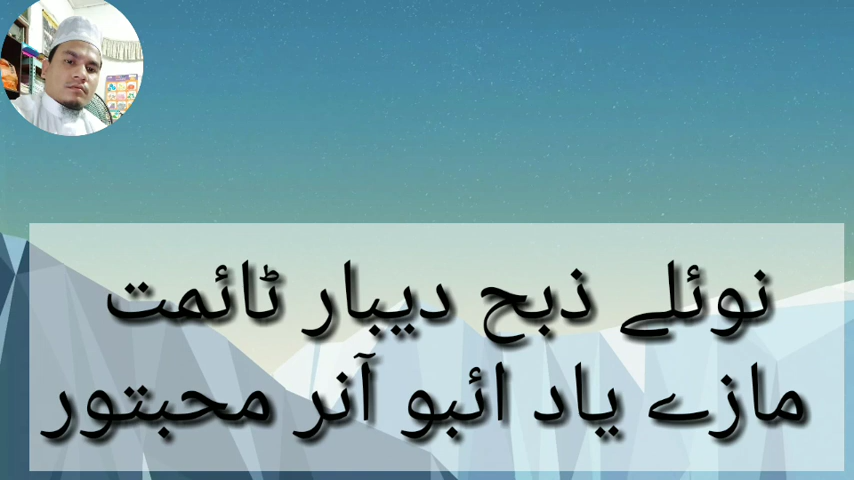 نوئلے ذبح دیبار ٹائمت
مازے یاد ائبو آنر محبتور